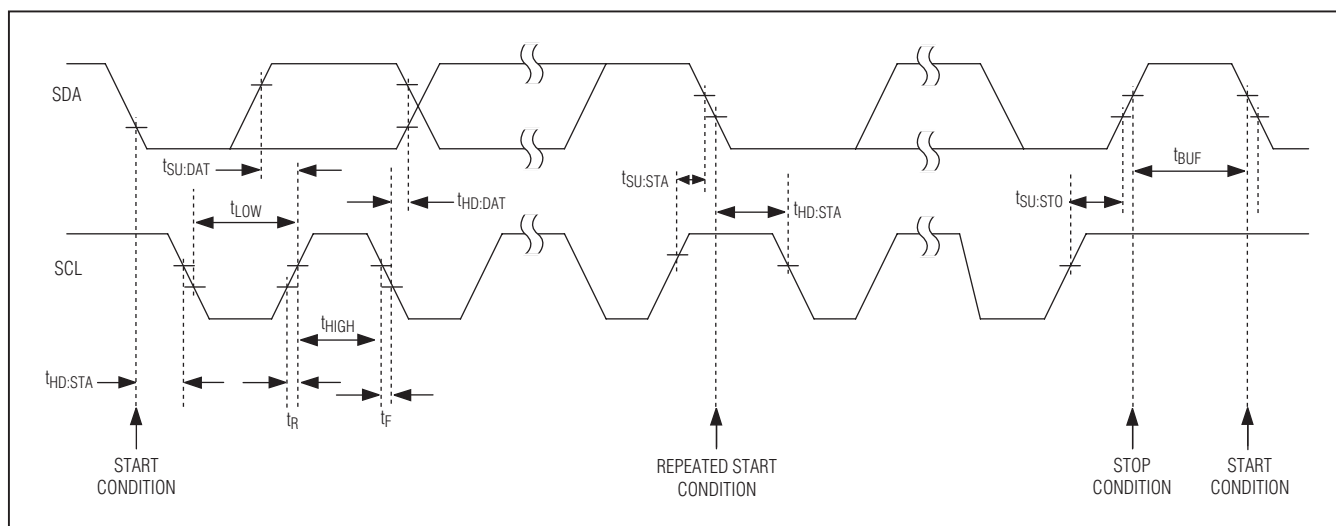 SDA
tSU:DAT
tLOW
tHD:DAT
tSU:STA
tHD:STA
tSU:STO
tBUF
SCL
tHIGH
tHD:STA
tR
tF
START
CONDITION
REPEATED START
CONDITION
STOP
CONDITION
START
CONDITION